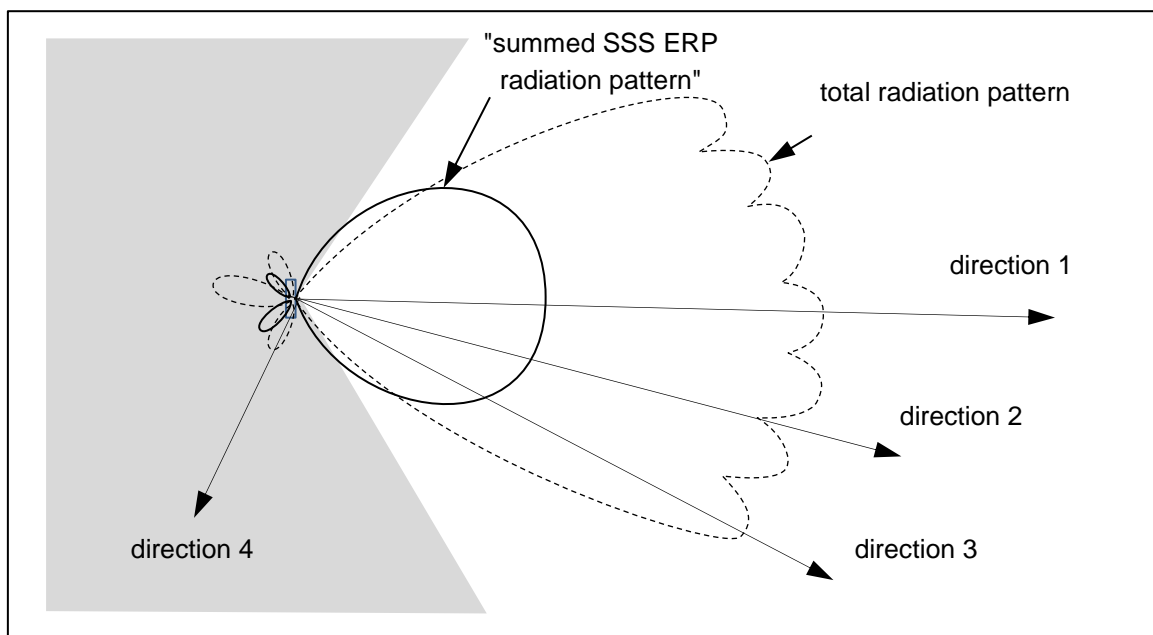 "summed SSS ERP
radiation pattern"
total radiation pattern
direction 1
direction 2
direction 3
direction 4